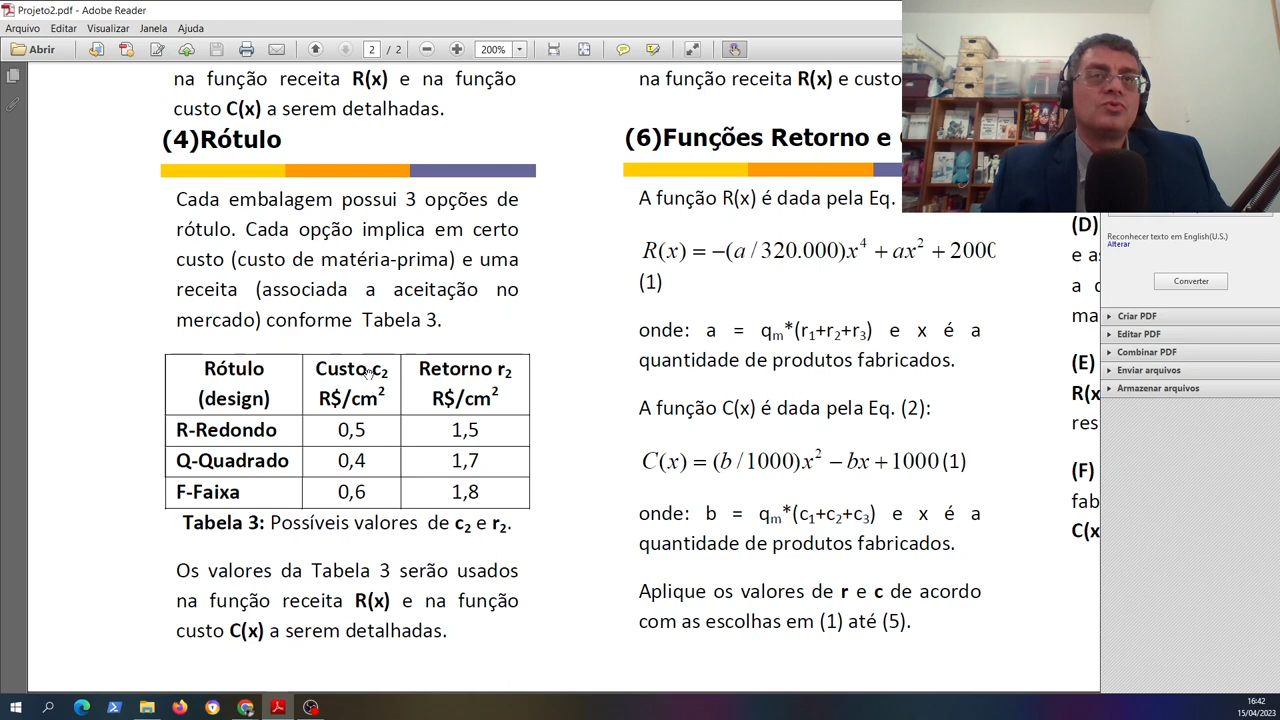 Projeto2.pdf - Adobe Reader
Arquivo Editar Visualizar Janela Ajuda
Abrir
2 / 2
200%
na função receita R(x) e na função
custo C(x) a serem detalhadas.
(4)Rótulo
Cada embalagem possui 3 opções de
rótulo. Cada opção implica em certo
custo (custo de matéria-prima) e uma
receita (associada a aceitação no
mercado) conforme Tabela 3.
Rótulo (design) Custo c₂ R$/cm² Retorno r₂ R$/cm²
R-Redondo 0,5 1,5
Q-Quadrado 0,4 1,7
F-Faixa 0,6 1,8
Tabela 3: Possíveis valores de c₂ e r₂.
Os valores da Tabela 3 serão usados
na função receita R(x) e na função
custo C(x) a serem detalhadas.
na função receita R(x) e custo
(6)Funções Retorno e
A função R(x) é dada pela Eq.
R(x) = −(a / 320.000)x⁴ + ax² + 2000
(1)
onde: a = qₘ*(r₁+r₂+r₃) e x é a
quantidade de produtos fabricados.
A função C(x) é dada pela Eq. (2):
C(x) = (b / 1000)x² − bx + 1000 (1)
onde: b = qₘ*(c₁+c₂+c₃) e x é a
quantidade de produtos fabricados.
Aplique os valores de r e c de acordo
com as escolhas em (1) até (5).
(D)
e as
a
ma
(E)
R(x
res
(F)
fab
C(x
Reconhecer texto em English(U.S.)
Alterar
Converter
Criar PDF
Editar PDF
Combinar PDF
Enviar arquivos
Armazenar arquivos
16:42
15/04/2023